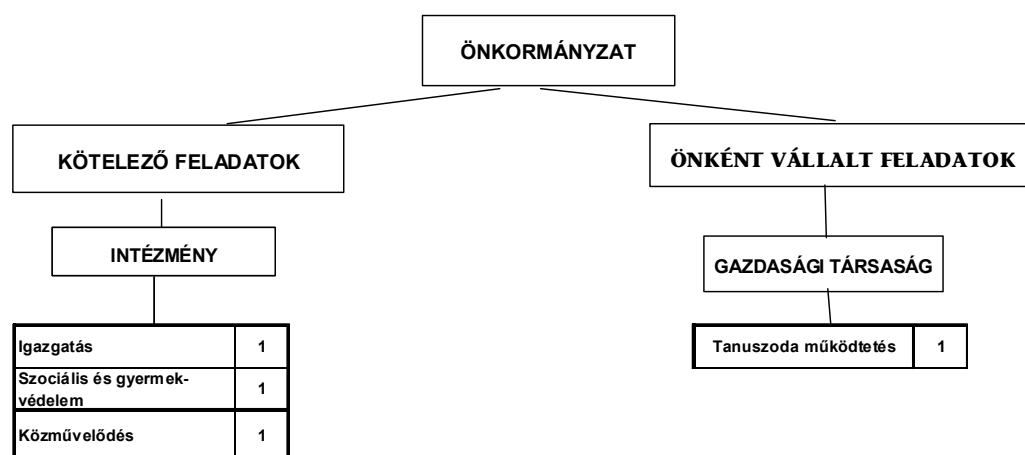 ÖNKORMÁNYZAT
KÖTELEZŐ FELADATOK
ÖNKÉNT VÁLLALT FELADATOK
INTÉZMÉNY
GAZDASÁGI TÁRSASÁG
Igazgatás 1
Szociális és gyermek-
védelem 1
Közművelődés 1
Tanuszoda működtetés 1